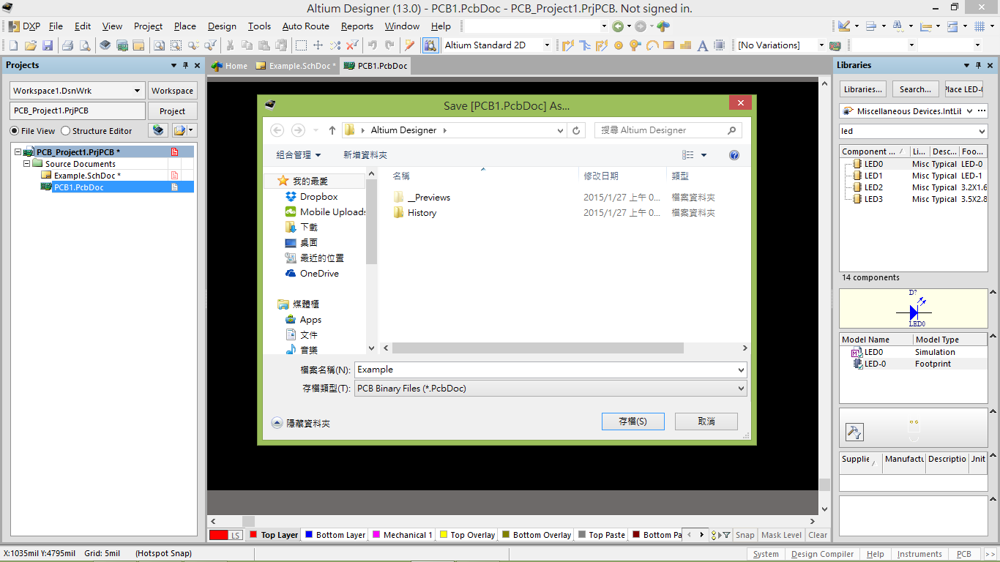 Altium Designer (13.0) - PCB1.PcbDoc - PCB_Project1.PrjPCB. Not signed in.
DXP File Edit View Project Place Design Tools Auto Route Reports Window Help
Altium Standard 2D [No Variations]
Projects
Workspace1.DsnWrk Workspace
PCB_Project1.PrjPCB Project
File View Structure Editor
PCB_Project1.PrjPCB *
Source Documents
Example.SchDoc *
PCB1.PcbDoc
Home Example.SchDoc * PCB1.PcbDoc
Save [PCB1.PcbDoc] As...
Altium Designer
搜尋 Altium Designer
組合管理 新增資料夾
我的最愛
Dropbox
Mobile Uploads
下載
桌面
最近的位置
OneDrive
媒體櫃
Apps
文件
音樂
名稱 修改日期 類型
__Previews 2015/1/27 上午 0... 檔案資料夾
History 2015/1/27 上午 0... 檔案資料夾
檔案名稱(N): Example
存檔類型(T): PCB Binary Files (*.PcbDoc)
隱藏資料夾 存檔(S) 取消
Libraries
Libraries... Search... Place LED-
Miscellaneous Devices.IntLib ...
led
Component ... / Li... Desc... Foo...
LED0 Misc Typical LED-0
LED1 Misc Typical LED-1
LED2 Misc Typical 3.2X1.6
LED3 Misc Typical 3.5X2.8
14 components
D?
LED0
Model Name Model Type
LED0 Simulation
LED-0 Footprint
Supplie / Manufactu Descriptio Unit
LS Top Layer Bottom Layer Mechanical 1 Top Overlay Bottom Overlay Top Paste Bottom Pa Snap Mask Level Clear
X:1035mil Y:4795mil Grid: 5mil (Hotspot Snap)
System Design Compiler Help Instruments PCB >>